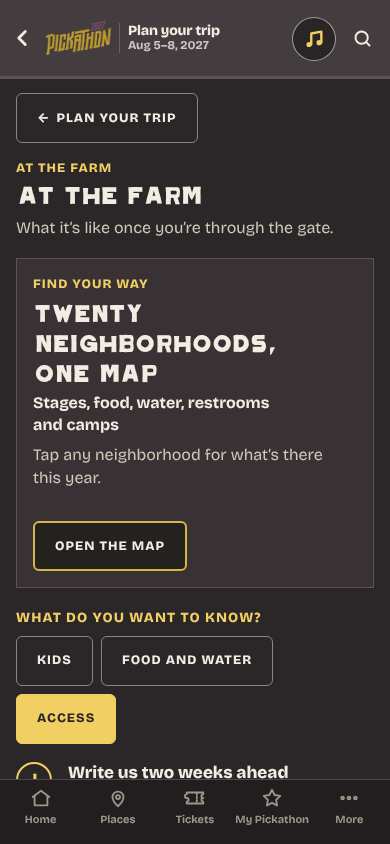 PICKATHON
Plan your trip
Aug 5–8, 2027
← PLAN YOUR TRIP
AT THE FARM
AT THE FARM
What it's like once you're through the gate.
FIND YOUR WAY
TWENTY
NEIGHBORHOODS,
ONE MAP
Stages, food, water, restrooms
and camps
Tap any neighborhood for what's there
this year.
OPEN THE MAP
WHAT DO YOU WANT TO KNOW?
KIDS
FOOD AND WATER
ACCESS
Write us two weeks ahead
Home
Places
Tickets
My Pickathon
More